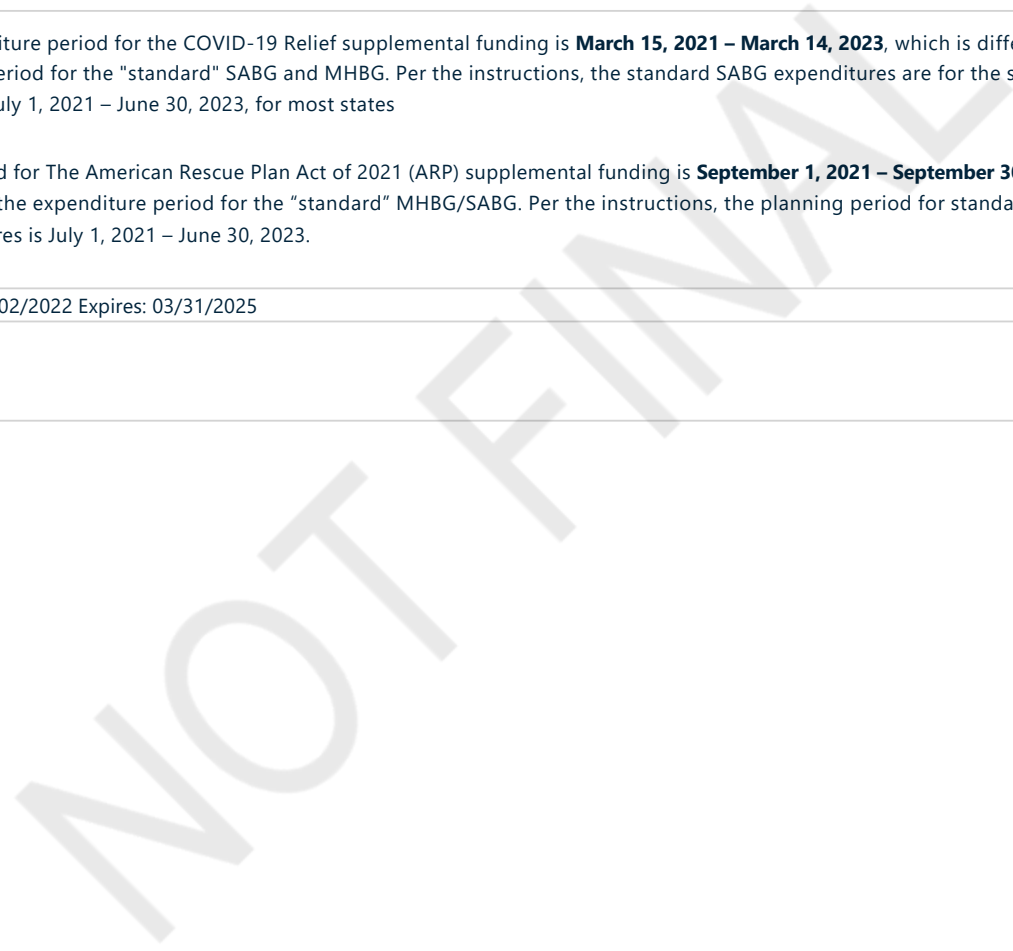 iture period for the COVID-19 Relief supplemental funding is March 15, 2021 – March 14, 2023, which is diffe
eriod for the "standard" SABG and MHBG. Per the instructions, the standard SABG expenditures are for the s
uly 1, 2021 – June 30, 2023, for most states
d for The American Rescue Plan Act of 2021 (ARP) supplemental funding is September 1, 2021 – September 30
the expenditure period for the “standard” MHBG/SABG. Per the instructions, the planning period for standa
res is July 1, 2021 – June 30, 2023.
02/2022 Expires: 03/31/2025
NOT FINAL